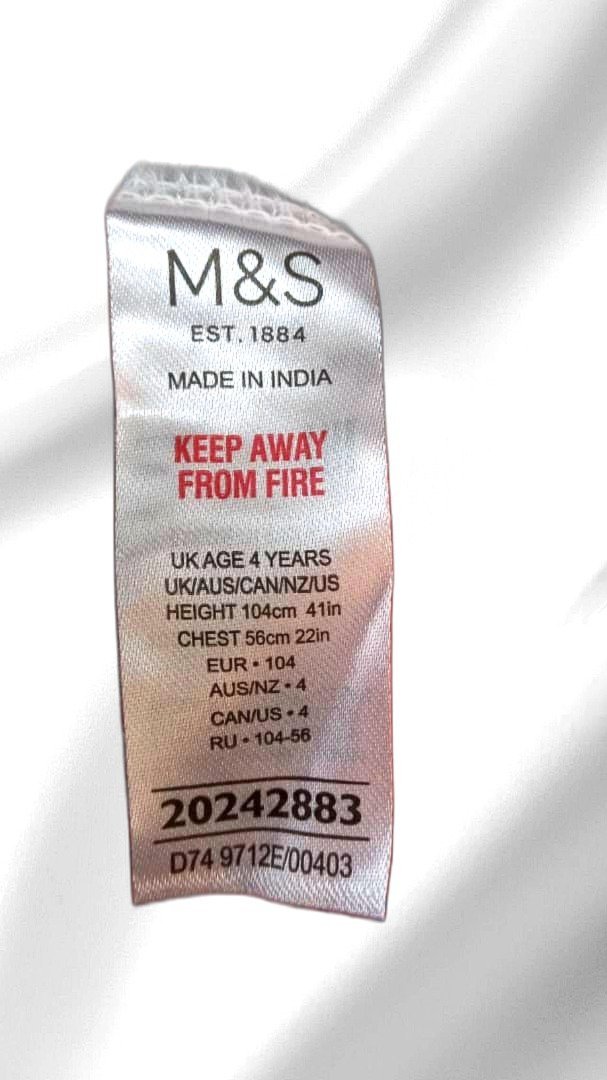 M&S
EST. 1884
MADE IN INDIA
KEEP AWAY
FROM FIRE
UK AGE 4 YEARS
UK/AUS/CAN/NZ/US
HEIGHT 104cm 41in
CHEST 56cm 22in
EUR • 104
AUS/NZ • 4
CAN/US • 4
RU • 104-56
20242883
D74 9712E/00403